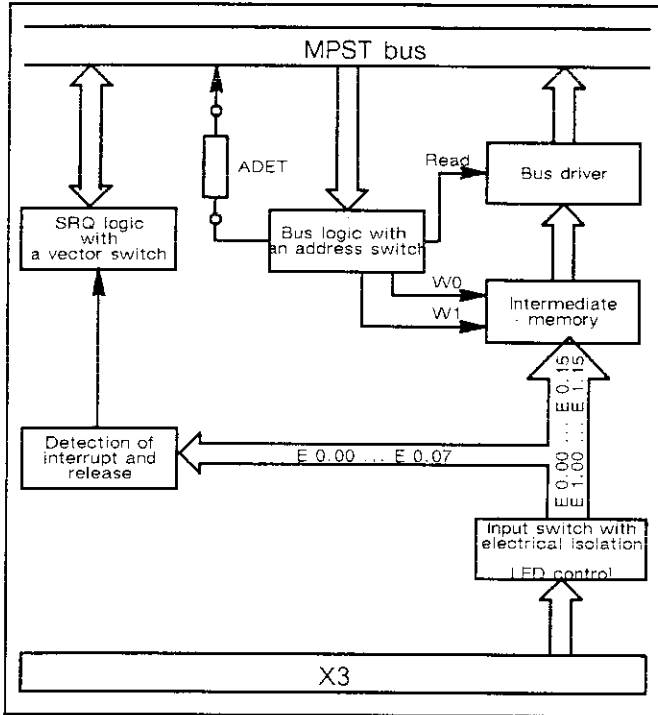 MPST bus
ADET
Read
Bus driver
SRQ logic
with
a vector switch
Bus logic with
an address switch
W0
W1
Intermediate
memory
E 0.00 ... E 0.15
E 1.00 ... E 1.15
Detection of
interrupt and
release
E 0.00 ... E 0.07
Input switch with
electrical isolation
LED control
X3